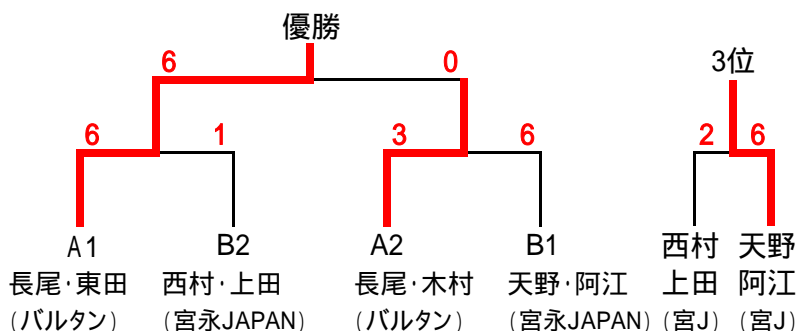 優勝
6 0 3位
6 1 3 6 2 6
A1 B2 A2 B1 西村 天野
長尾·東田 西村·上田 長尾·木村 天野·阿江 上田 阿江
(バルタン) (宮永JAPAN) (バルタン) (宮永JAPAN) (宮J) (宮J)